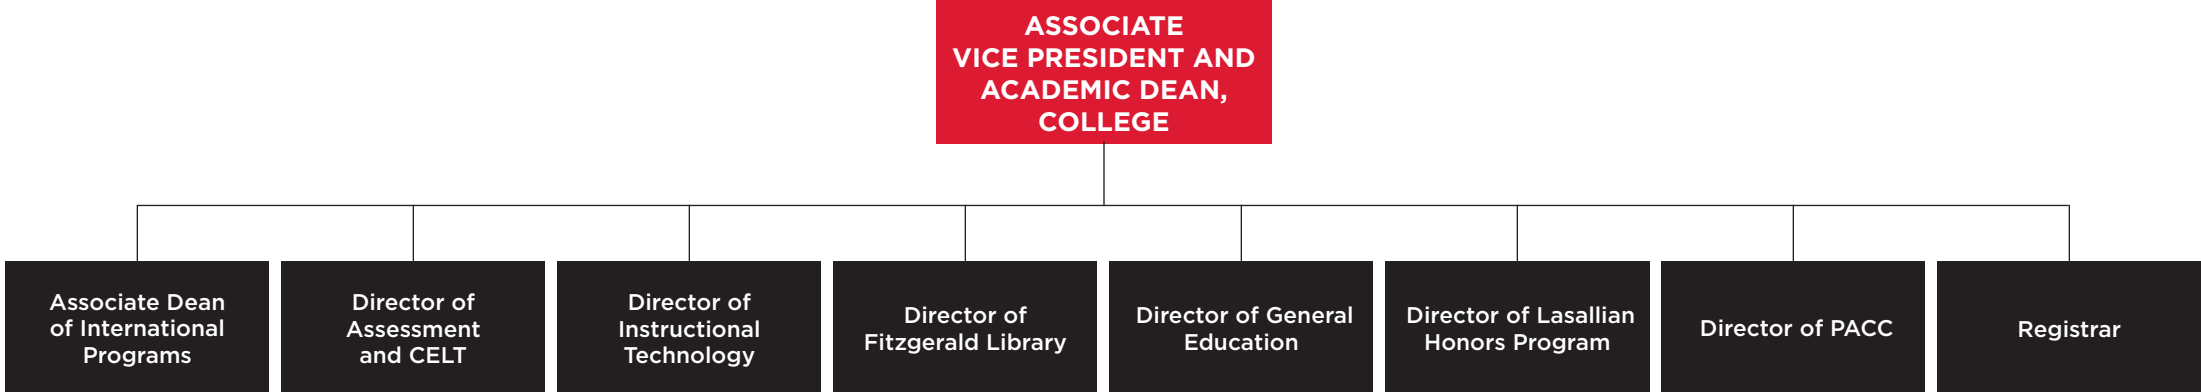 ASSOCIATE
VICE PRESIDENT AND
ACADEMIC DEAN,
COLLEGE
Associate Dean
of International
Programs
Director of
Assessment
and CELT
Director of
Instructional
Technology
Director of
Fitzgerald Library
Director of General
Education
Director of Lasallian
Honors Program
Director of PACC
Registrar